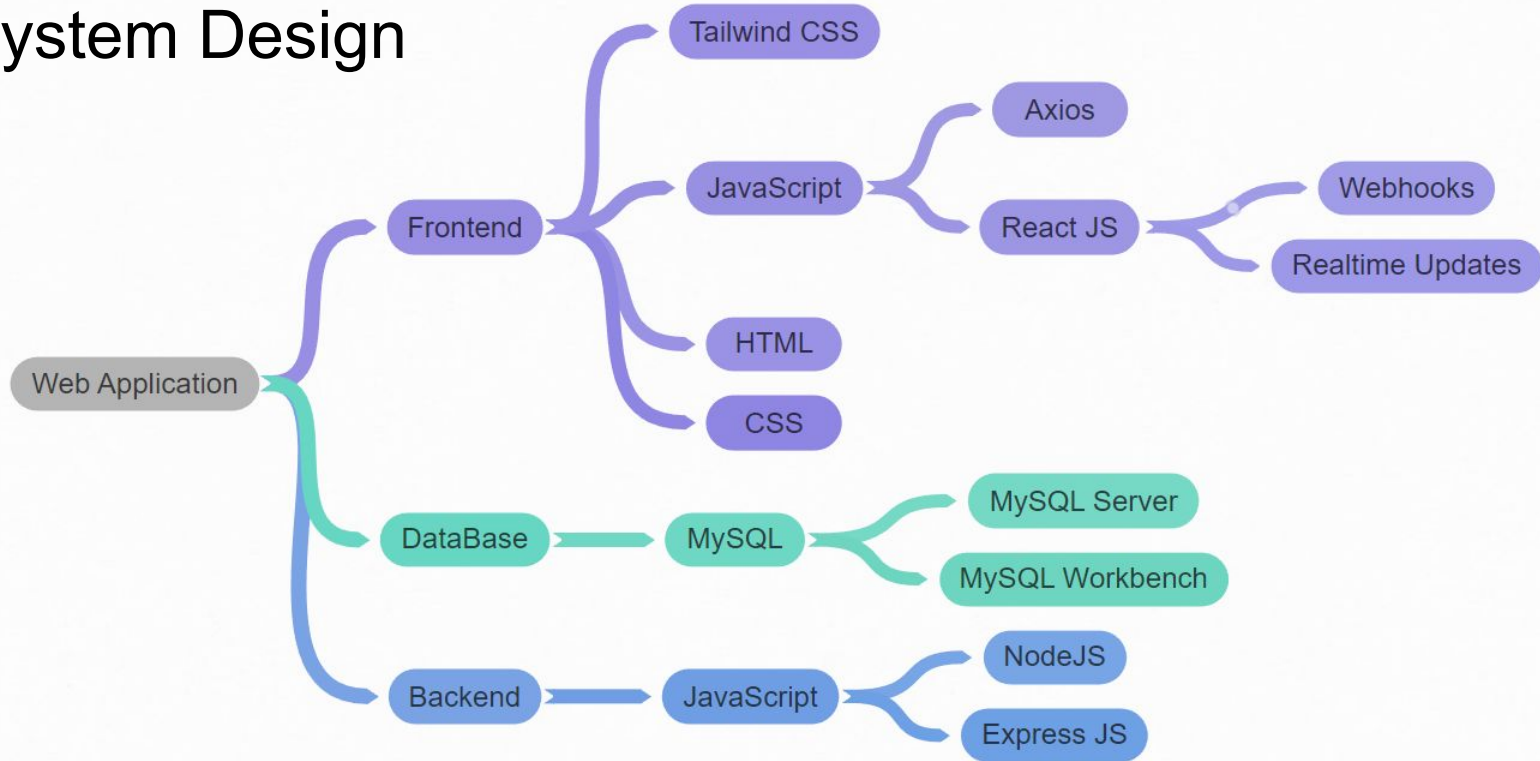 ystem Design
Tailwind CSS
Axios
JavaScript
Webhooks
Frontend
React JS
Realtime Updates
HTML
Web Application
CSS
MySQL Server
DataBase
MySQL
MySQL Workbench
NodeJS
Backend
JavaScript
Express JS